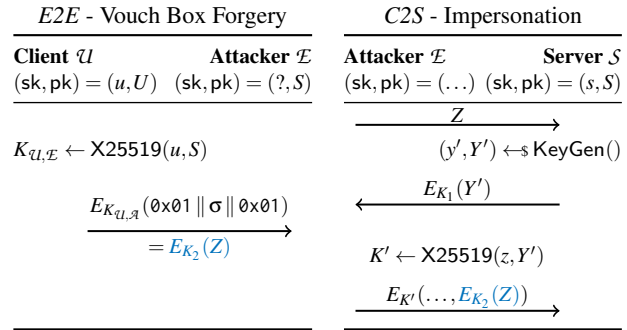 E2E - Vouch Box Forgery
Client 𝒰 Attacker ℰ
(sk, pk) = (u, U) (sk, pk) = (?, S)
K_{𝒰,ℰ} ← X25519(u, S)
E_{K_{𝒰,𝒜}}(0x01 ∥ σ ∥ 0x01)
= E_{K_2}(Z)
C2S - Impersonation
Attacker ℰ Server 𝒮
(sk, pk) = (...) (sk, pk) = (s, S)
Z
(y′, Y′) ←$ KeyGen()
E_{K_1}(Y′)
K′ ← X25519(z, Y′)
E_{K′}(..., E_{K_2}(Z))